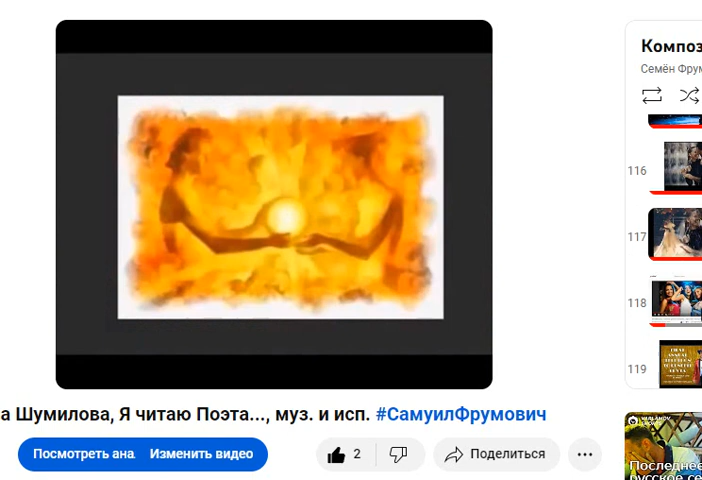 Композ
Семён Фрум
116
117
118
119
а Шумилова, Я читаю Поэта..., муз. и исп. #СамуилФрумович
Посмотреть ана Изменить видео
2
Поделиться
Последнее
русское се